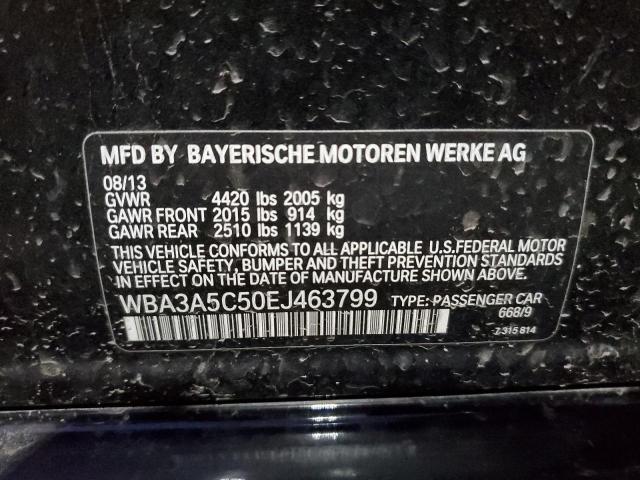 MFD BY BAYERISCHE MOTOREN WERKE AG
08/13
GVWR 4420 lbs 2005 kg
GAWR FRONT 2015 lbs 914 kg
GAWR REAR 2510 lbs 1139 kg
THIS VEHICLE CONFORMS TO ALL APPLICABLE U.S.FEDERAL MOTOR
VEHICLE SAFETY, BUMPER AND THEFT PREVENTION STANDARDS
IN EFFECT ON THE DATE OF MANUFACTURE SHOWN ABOVE.
WBA3A5C50EJ463799 TYPE: PASSENGER CAR
668/9
7 315 814